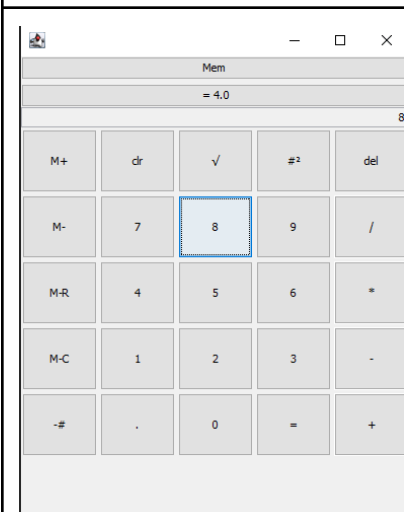 Mem
= 4.0
8
M+ clr √ #² del
M- 7 8 9 /
M-R 4 5 6 *
M-C 1 2 3 -
-# . 0 = +